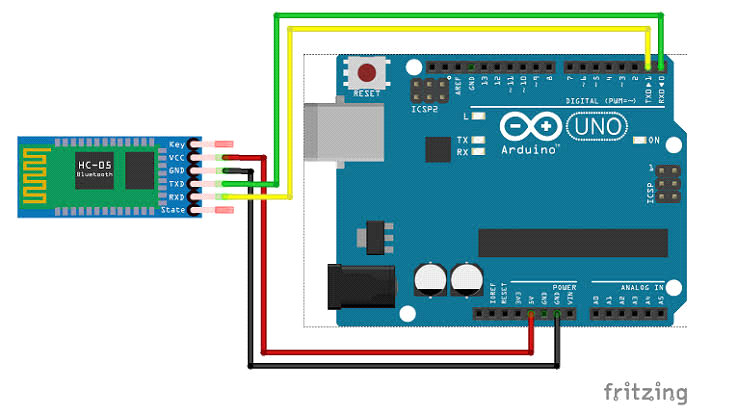 RESET
ICSP2
AREF
GND
13
12
~11
~10
~9
8
7
~6
~5
~4
~3
2
TXD▶1
RXD◀0
DIGITAL (PWM=~)
L
TX
RX
UNO
Arduino™
ON
1
ICSP
Key
VCC
GND
TXD
RXD
State
HC-05
Bluetooth
IOREF
RESET
3V3
5V
GND
GND
VIN
POWER
A0
A1
A2
A3
A4
A5
ANALOG IN
fritzing